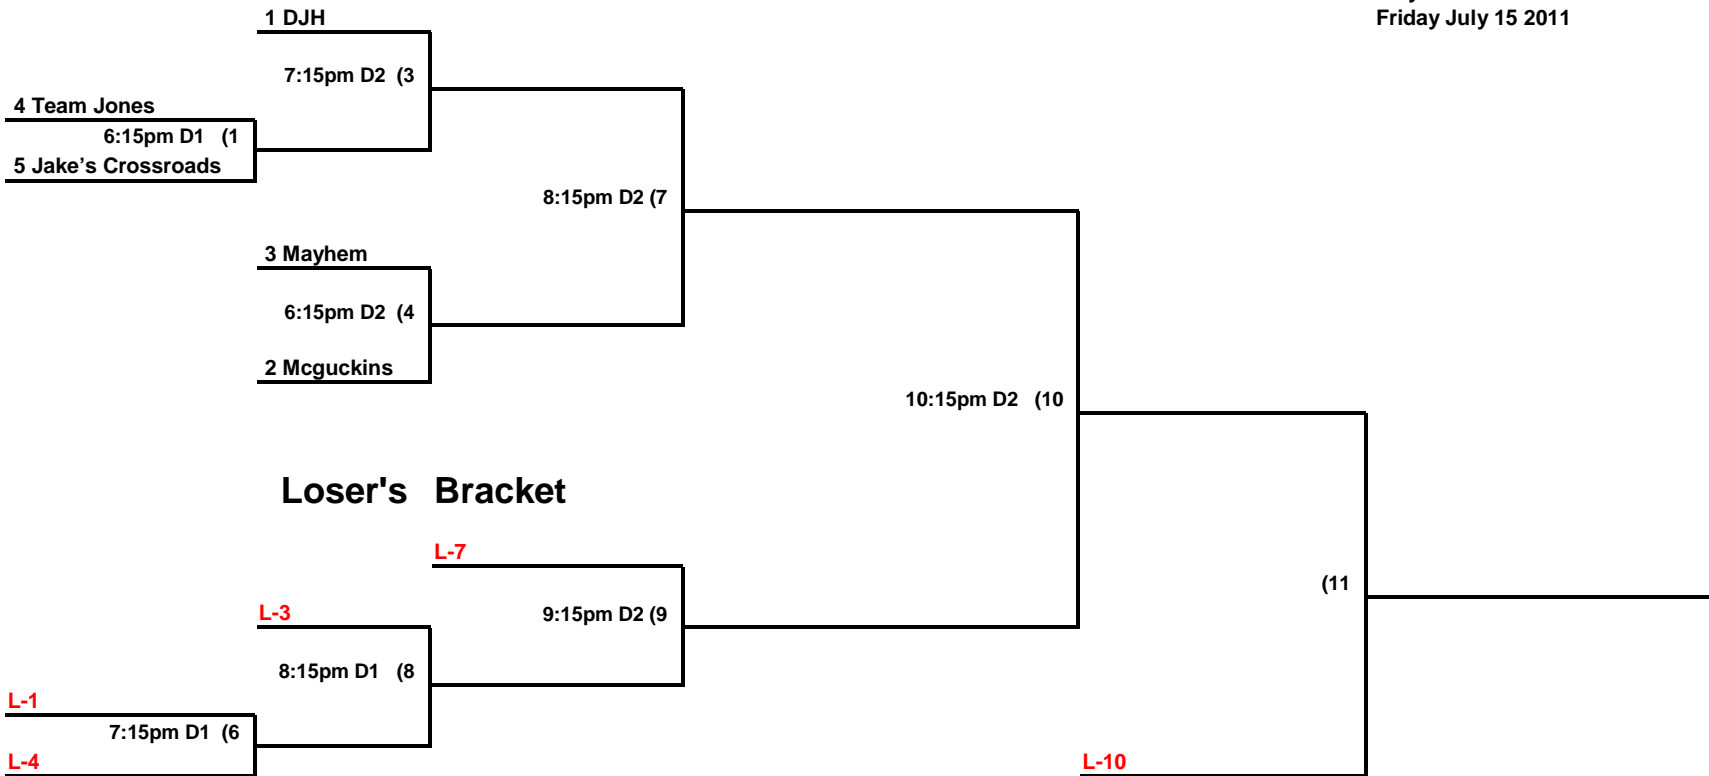 1 DJH
Friday July 15 2011
7:15pm D2 (3
4 Team Jones
6:15pm D1 (1
5 Jake’s Crossroads
8:15pm D2 (7
3 Mayhem
6:15pm D2 (4
2 Mcguckins
10:15pm D2 (10
Loser's Bracket
L-7
(11
L-3
9:15pm D2 (9
8:15pm D1 (8
L-1
7:15pm D1 (6
L-4
L-10